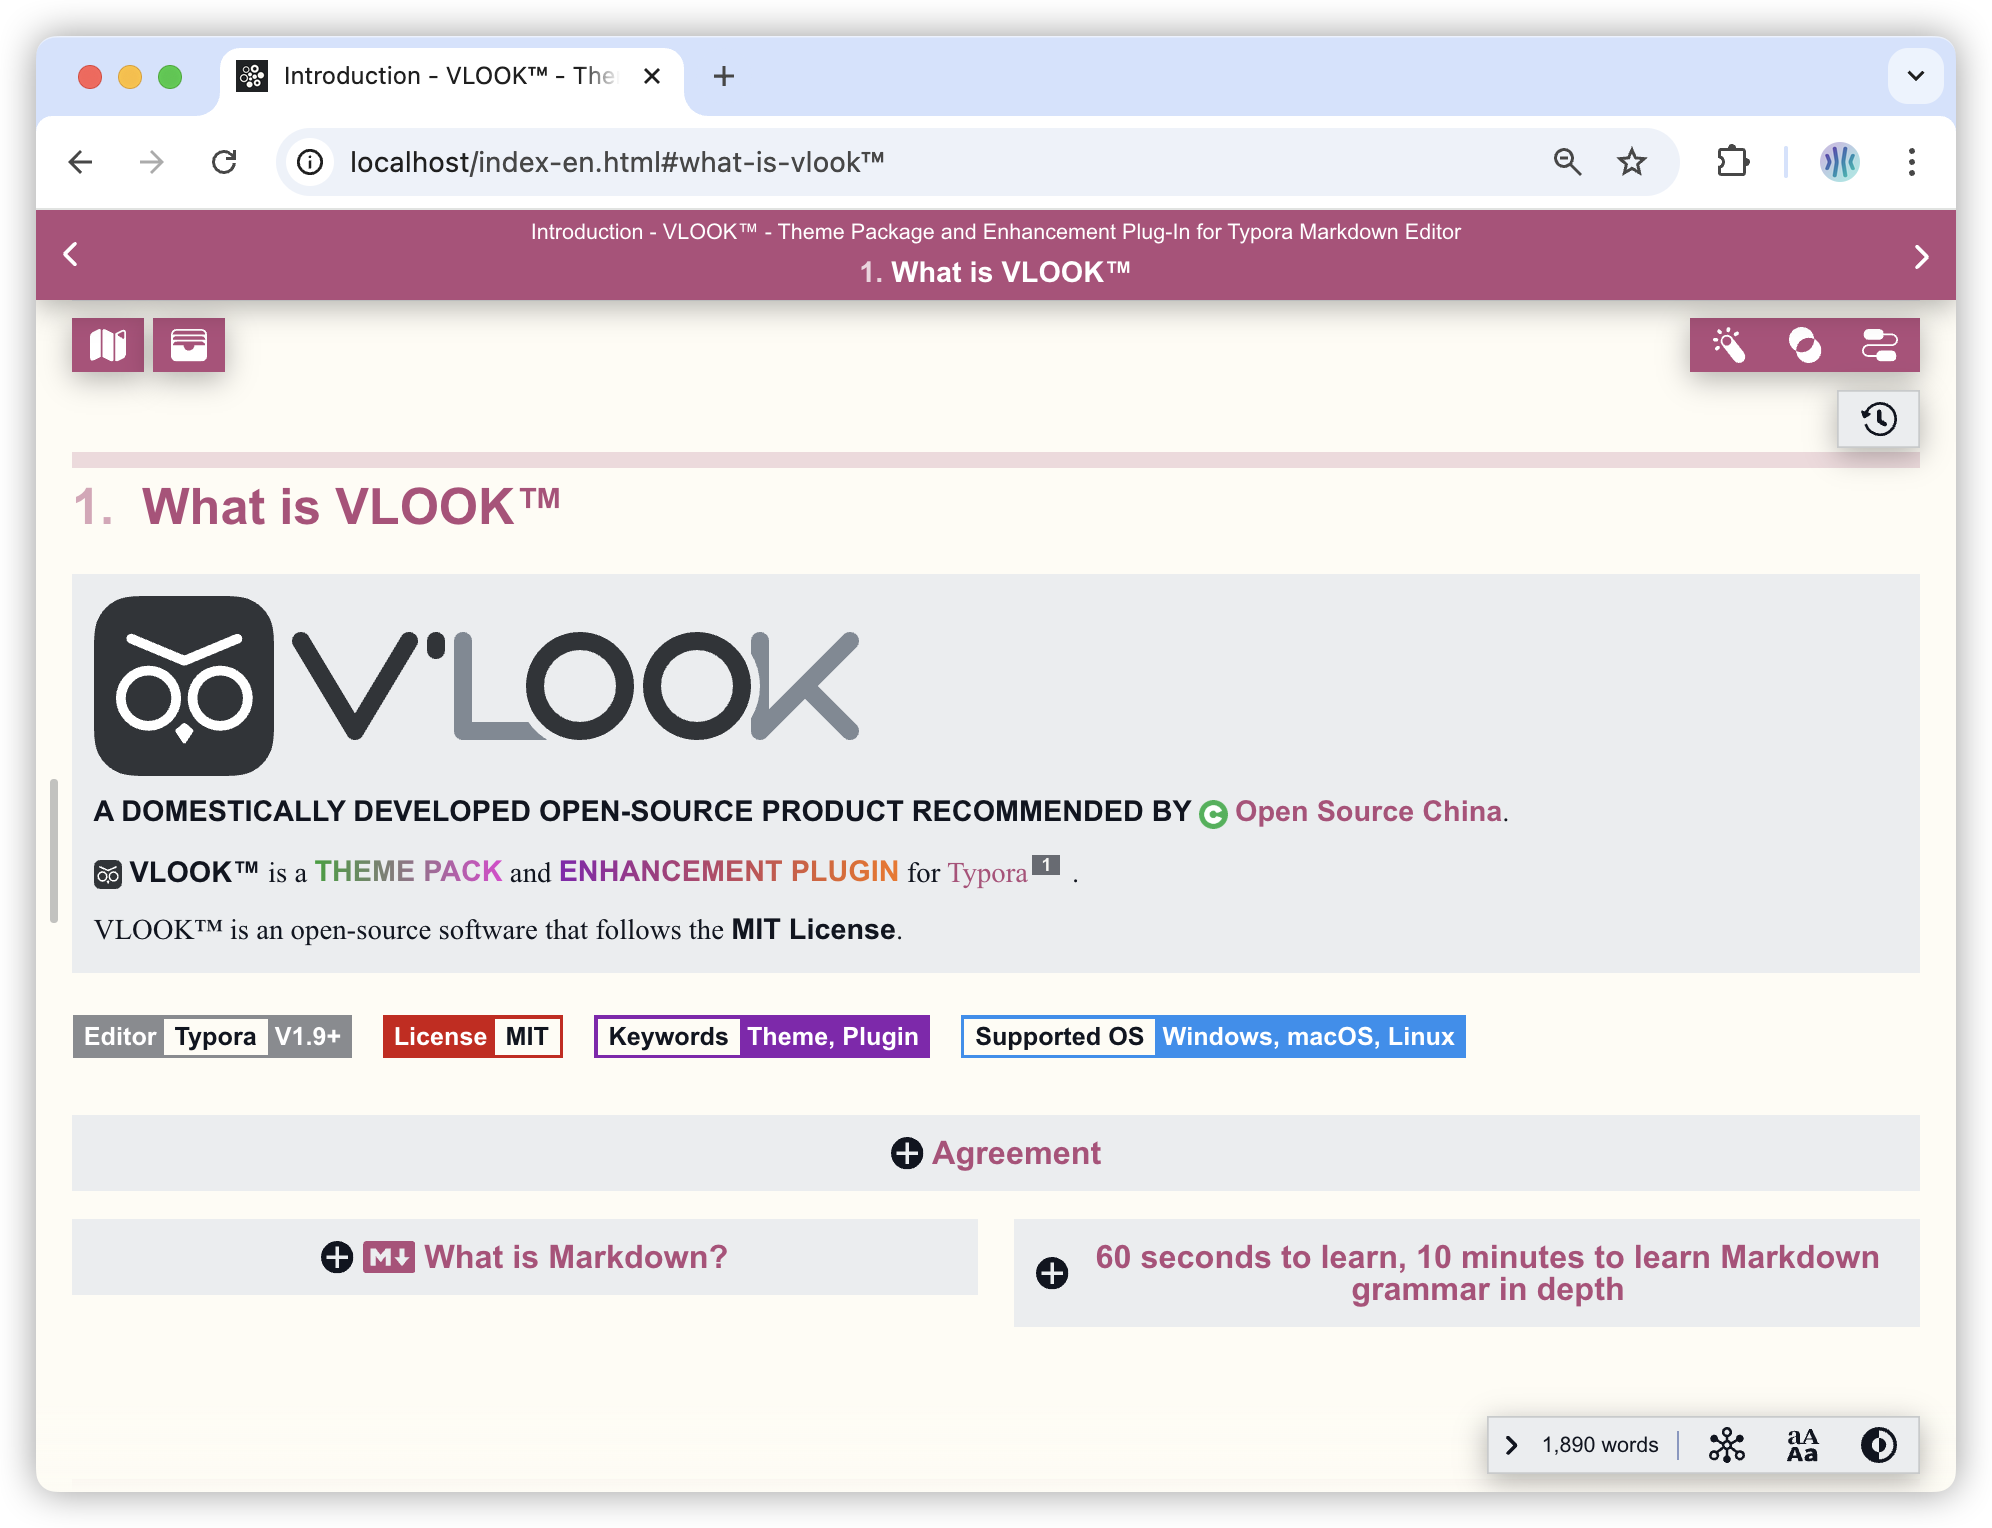 Introduction - VLOOK™ - The
localhost/index-en.html#what-is-vlook™
Introduction - VLOOK™ - Theme Package and Enhancement Plug-In for Typora Markdown Editor
1. What is VLOOK™
1. What is VLOOK™
V'LOOK
A DOMESTICALLY DEVELOPED OPEN-SOURCE PRODUCT RECOMMENDED BY Open Source China.
VLOOK™ is a THEME PACK and ENHANCEMENT PLUGIN for Typora 1 .
VLOOK™ is an open-source software that follows the MIT License.
Editor Typora V1.9+ License MIT Keywords Theme, Plugin Supported OS Windows, macOS, Linux
Agreement
M↓ What is Markdown?
60 seconds to learn, 10 minutes to learn Markdown
grammar in depth
1,890 words
aA
Aa